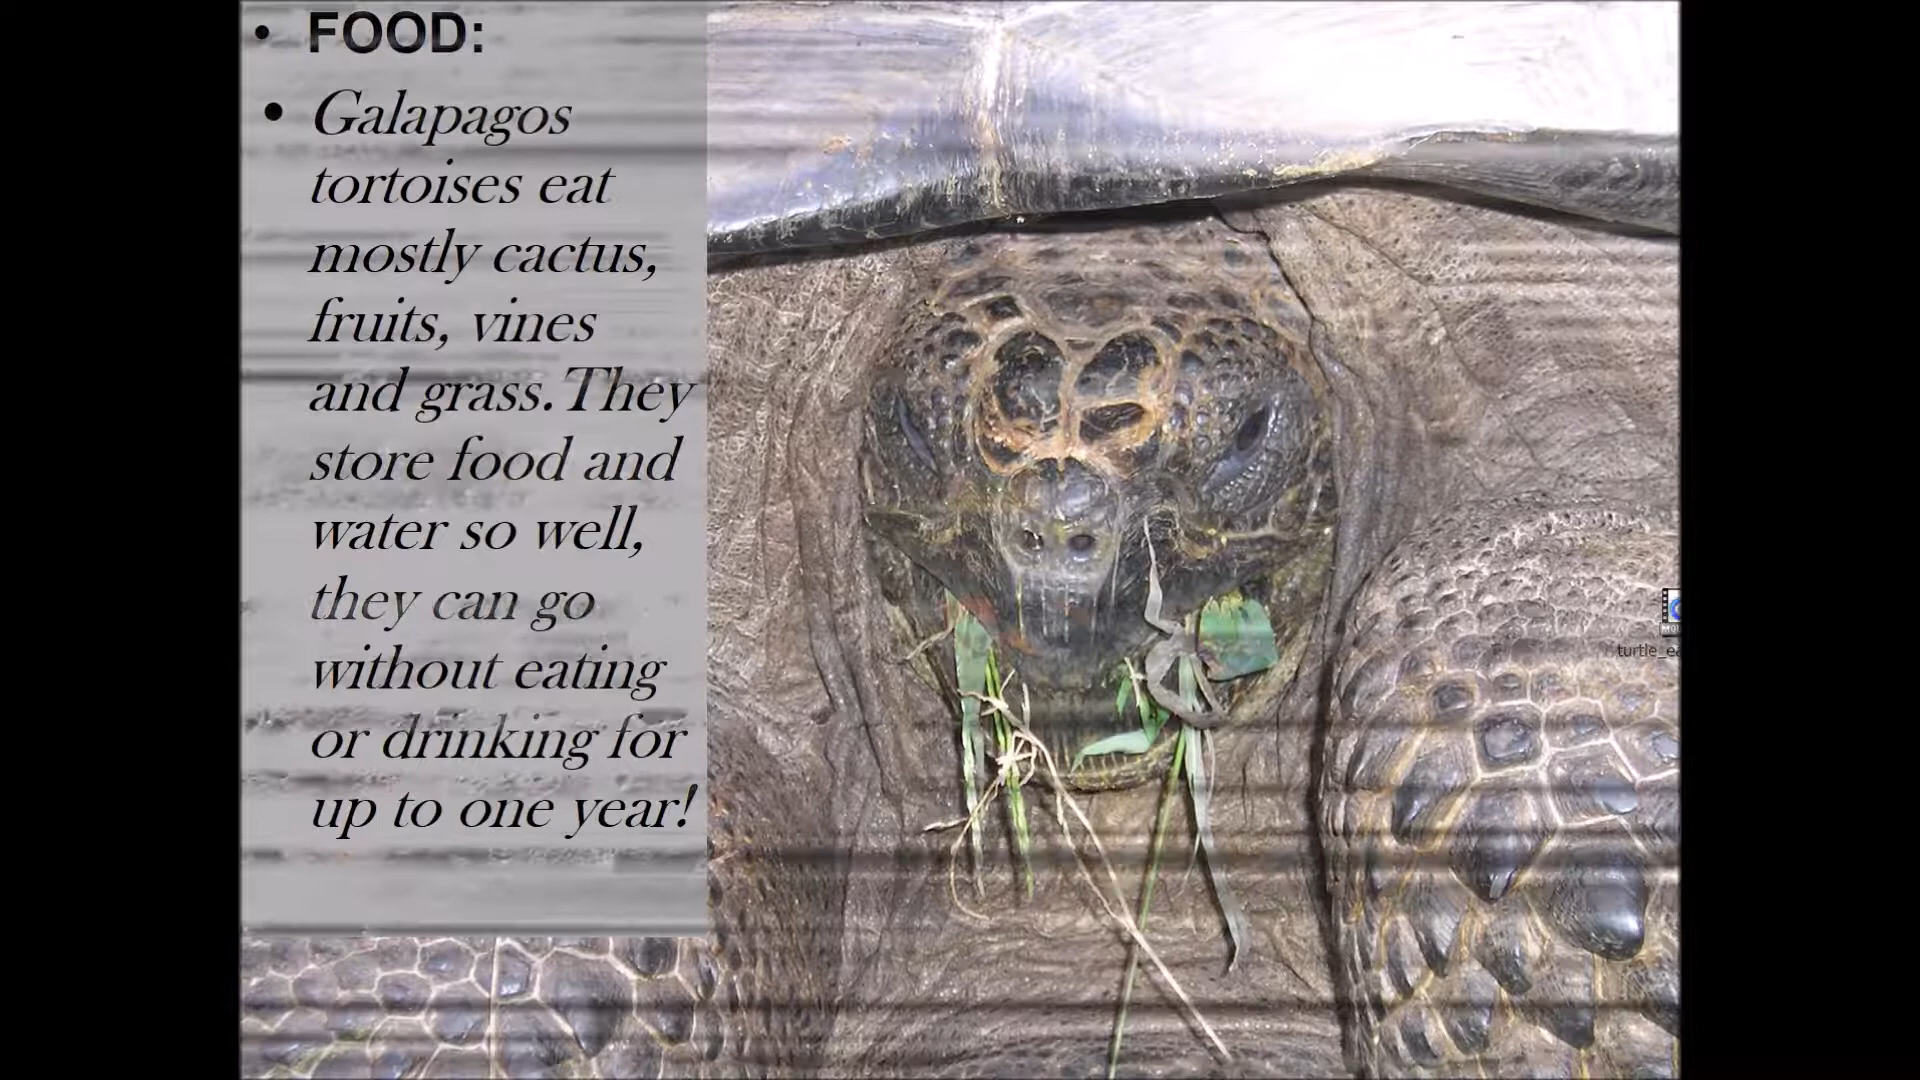 • FOOD:
• Galapagos
tortoises eat
mostly cactus,
fruits, vines
and grass. They
store food and
water so well,
they can go
without eating
or drinking for
up to one year!
turtle_ea